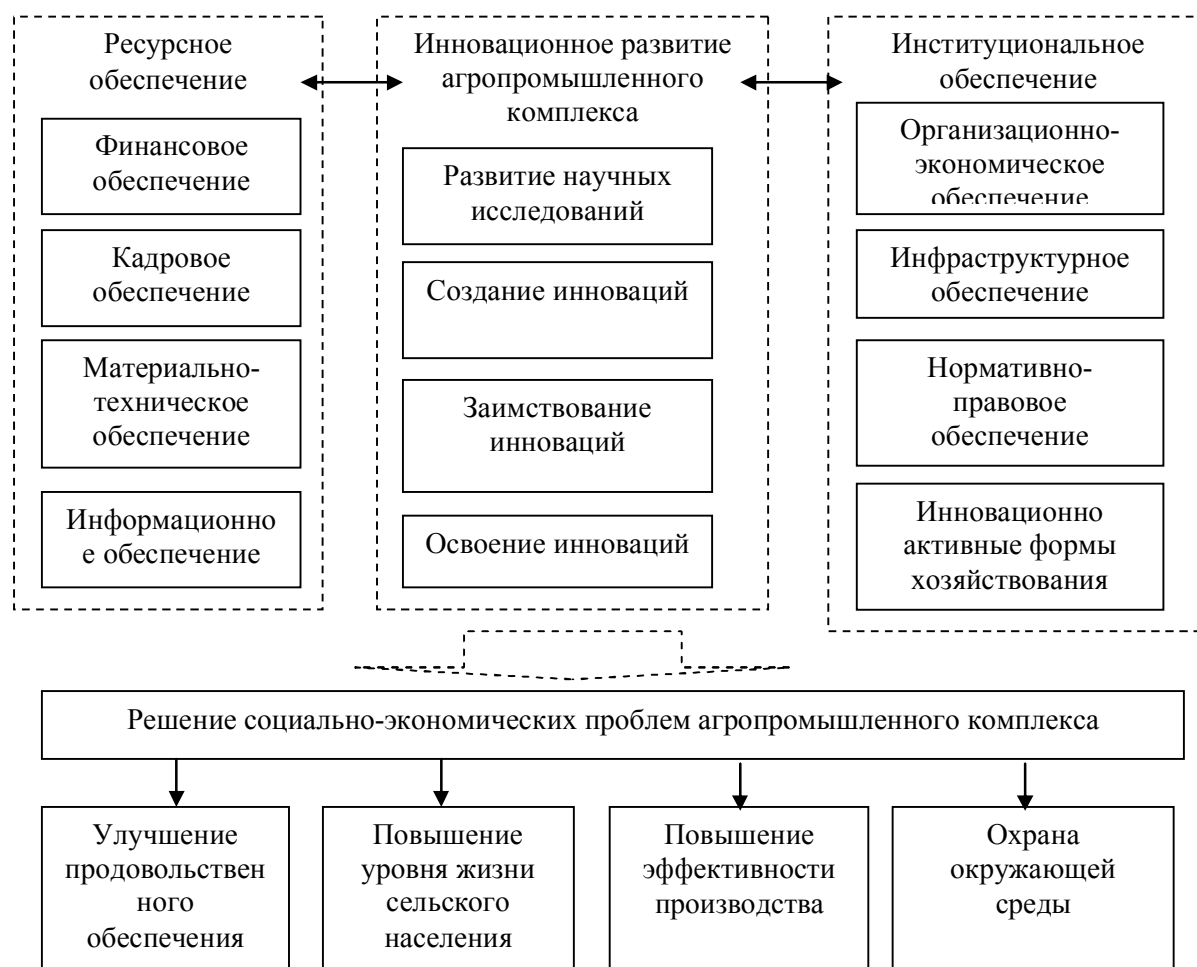 Ресурсное
обеспечение
Финансовое
обеспечение
Кадровое
обеспечение
Материально-
техническое
обеспечение
Информационно
е обеспечение
Инновационное развитие
агропромышленного
комплекса
Развитие научных
исследований
Создание инноваций
Заимствование
инноваций
Освоение инноваций
Институциональное
обеспечение
Организационно-
экономическое
обеспечение
Инфраструктурное
обеспечение
Нормативно-
правовое
обеспечение
Инновационно
активные формы
хозяйствования
Решение социально-экономических проблем агропромышленного комплекса
Улучшение
продовольствен
ного
обеспечения
Повышение
уровня жизни
сельского
населения
Повышение
эффективности
производства
Охрана
окружающей
среды